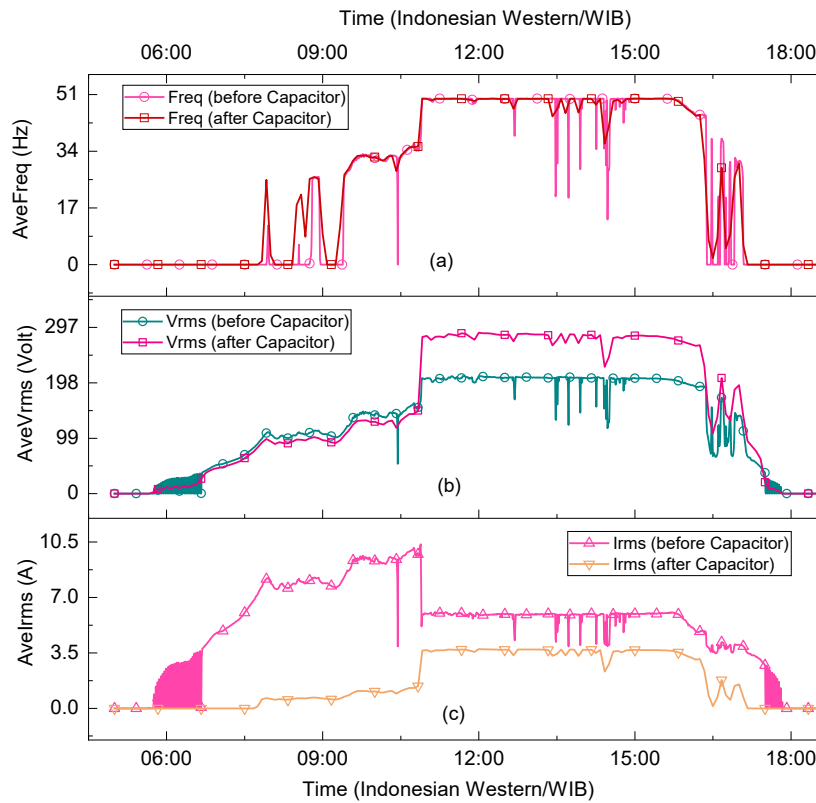 Time (Indonesian Western/WIB)
06:00 09:00 12:00 15:00 18:00
51
34
17
0
AveFreq (Hz)
Freq (before Capacitor)
Freq (after Capacitor)
(a)
297
198
99
0
AveVrms (Volt)
Vrms (before Capacitor)
Vrms (after Capacitor)
(b)
10.5
7.0
3.5
0.0
AveIrms (A)
Irms (before Capacitor)
Irms (after Capacitor)
(c)
06:00 09:00 12:00 15:00 18:00
Time (Indonesian Western/WIB)